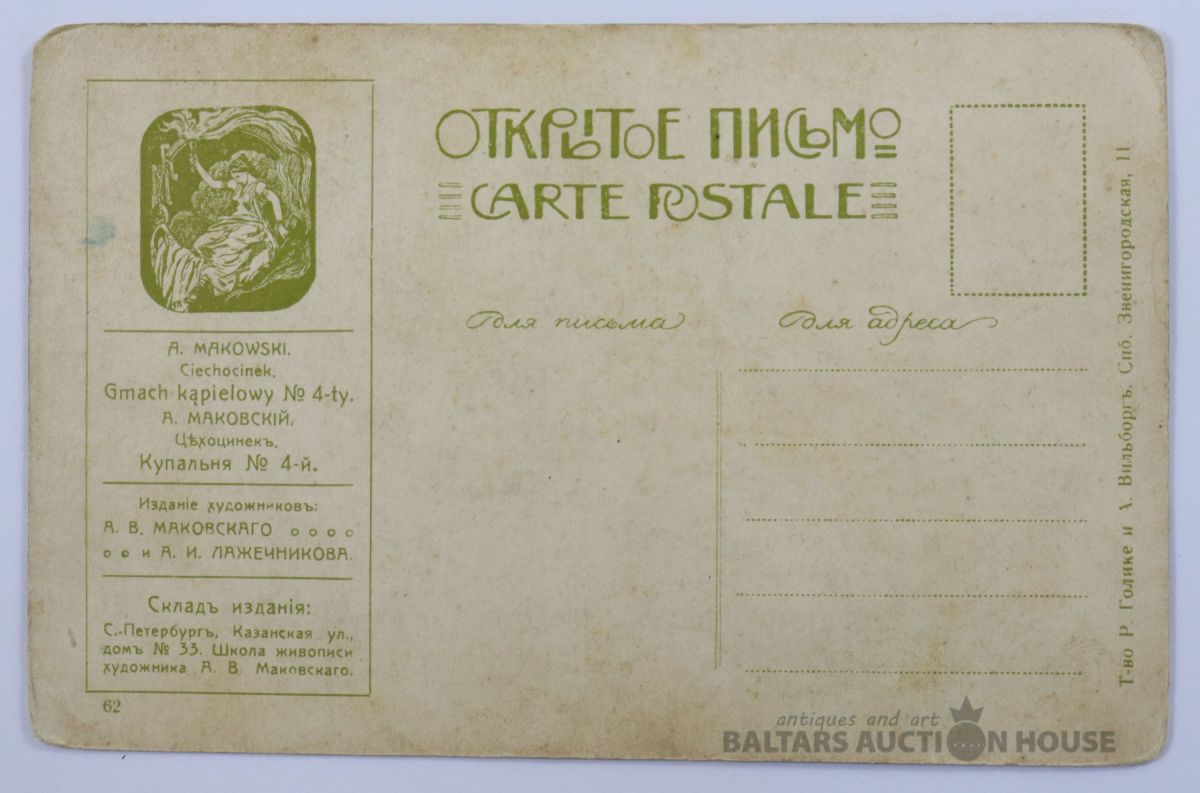 ОТКРЫТОЕ ПИСЬМО
CARTE POSTALE
Для письма
Для адреса
A. MAKOWSKI.
Ciechocinek.
Gmach kąpielowy № 4-ty.
А. МАКОВСКІЙ.
Цѣхоцинекъ.
Купальня № 4-й.
Изданіе художниковъ:
А. В. МАКОВСКАГО
и А. И. ЛАЖЕЧНИКОВА.
Складъ изданія:
С.-Петербургъ, Казанская ул.,
домъ № 33. Школа живописи
художника А. В. Маковскаго.
62
Т-во Р. Голике и А. Вильборгъ. Спб. Звенигородская, 11.
antiques and art
BALTARS AUCTION HOUSE